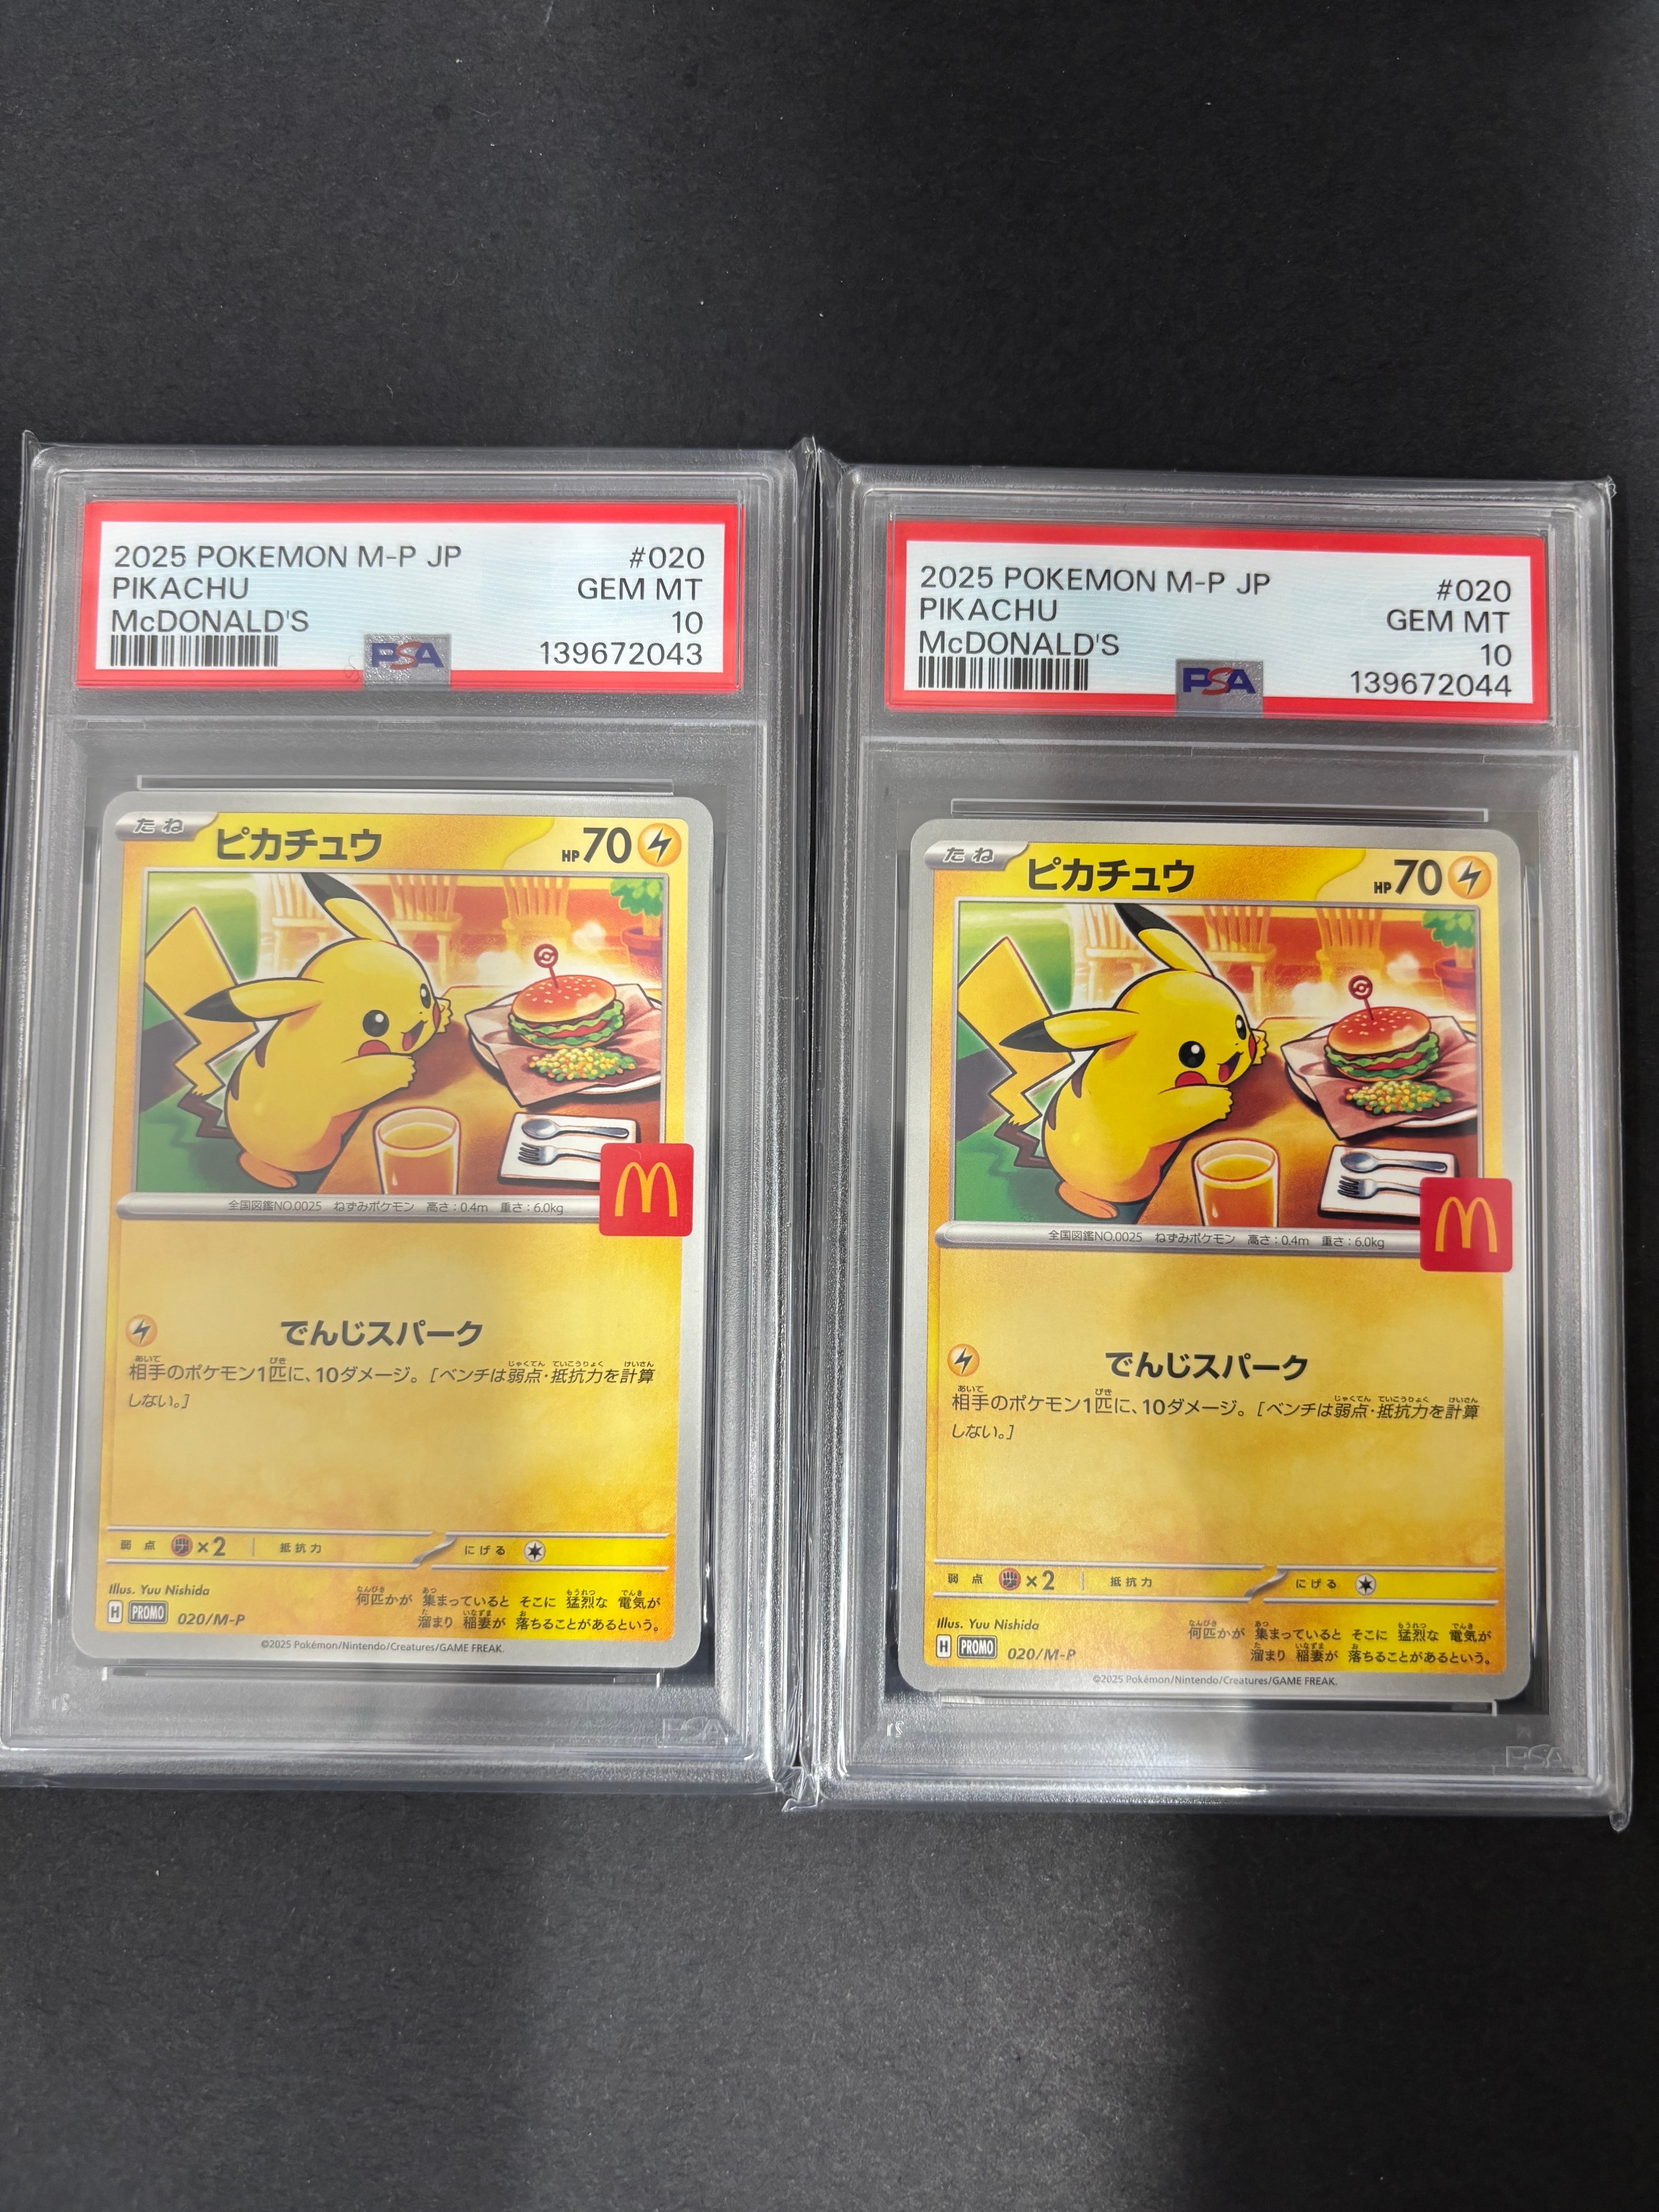 2025 POKEMON M-P JP #020
PIKACHU GEM MT
McDONALD'S 10
PSA 139672043
たね ピカチュウ HP70
全国図鑑NO.0025 ねずみポケモン 高さ:0.4m 重さ:6.0kg
でんじスパーク
相手のポケモン1匹に、10ダメージ。[ベンチは弱点・抵抗力を計算
しない。]
弱点 ×2 抵抗力 にげる
Illus. Yuu Nishida
何匹かが 集まっていると そこに 猛烈な 電気が
H PROMO 020/M-P
溜まり 稲妻が 落ちることがあるという。
©2025 Pokémon/Nintendo/Creatures/GAME FREAK.
PSA
2025 POKEMON M-P JP #020
PIKACHU GEM MT
McDONALD'S 10
PSA 139672044
たね ピカチュウ HP70
全国図鑑NO.0025 ねずみポケモン 高さ:0.4m 重さ:6.0kg
でんじスパーク
相手のポケモン1匹に、10ダメージ。[ベンチは弱点・抵抗力を計算
しない。]
弱点 ×2 抵抗力 にげる
Illus. Yuu Nishida
何匹かが 集まっていると そこに 猛烈な 電気が
H PROMO 020/M-P
溜まり 稲妻が 落ちることがあるという。
©2025 Pokémon/Nintendo/Creatures/GAME FREAK.
PSA